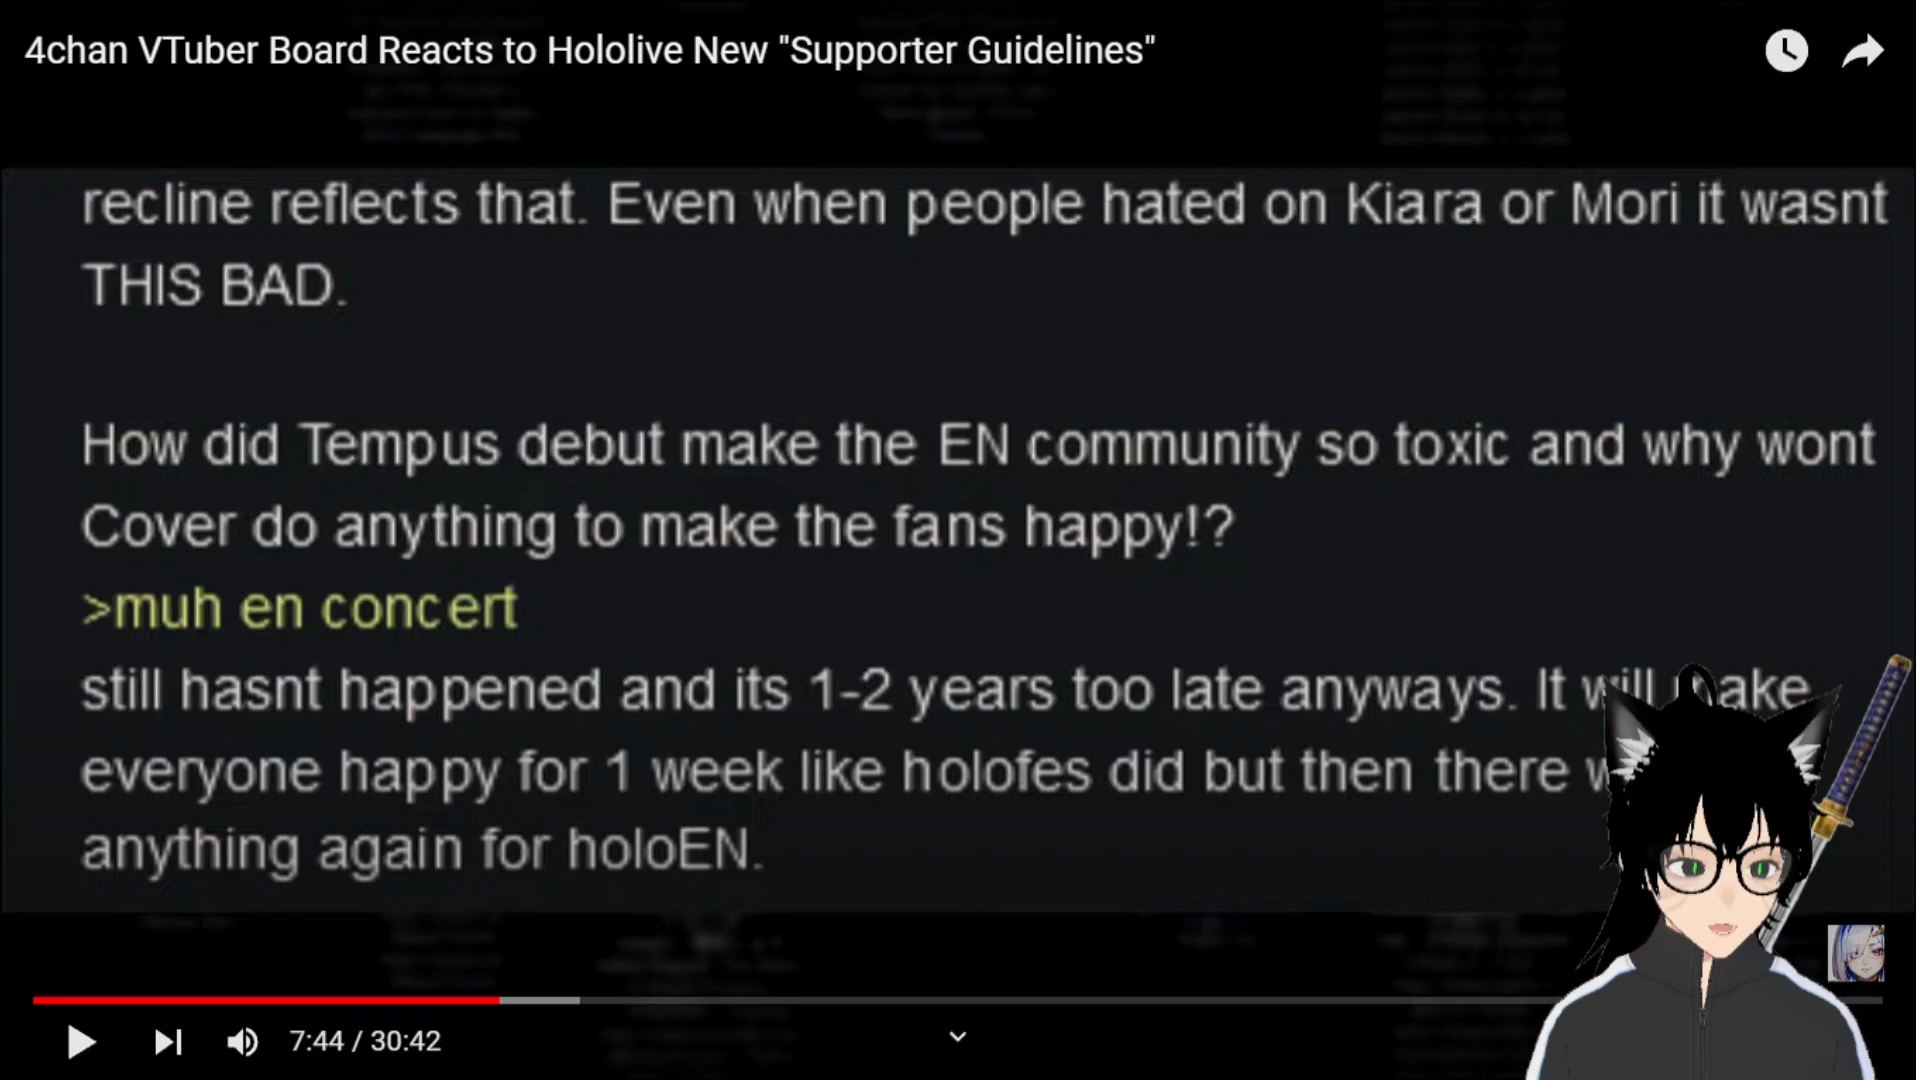 4chan VTuber Board Reacts to Hololive New "Supporter Guidelines"
recline reflects that. Even when people hated on Kiara or Mori it wasnt
THIS BAD.
How did Tempus debut make the EN community so toxic and why wont
Cover do anything to make the fans happy!?
>muh en concert
still hasnt happened and its 1-2 years too late anyways. It will make
everyone happy for 1 week like holofes did but then there
anything again for holoEN.
7:44 / 30:42